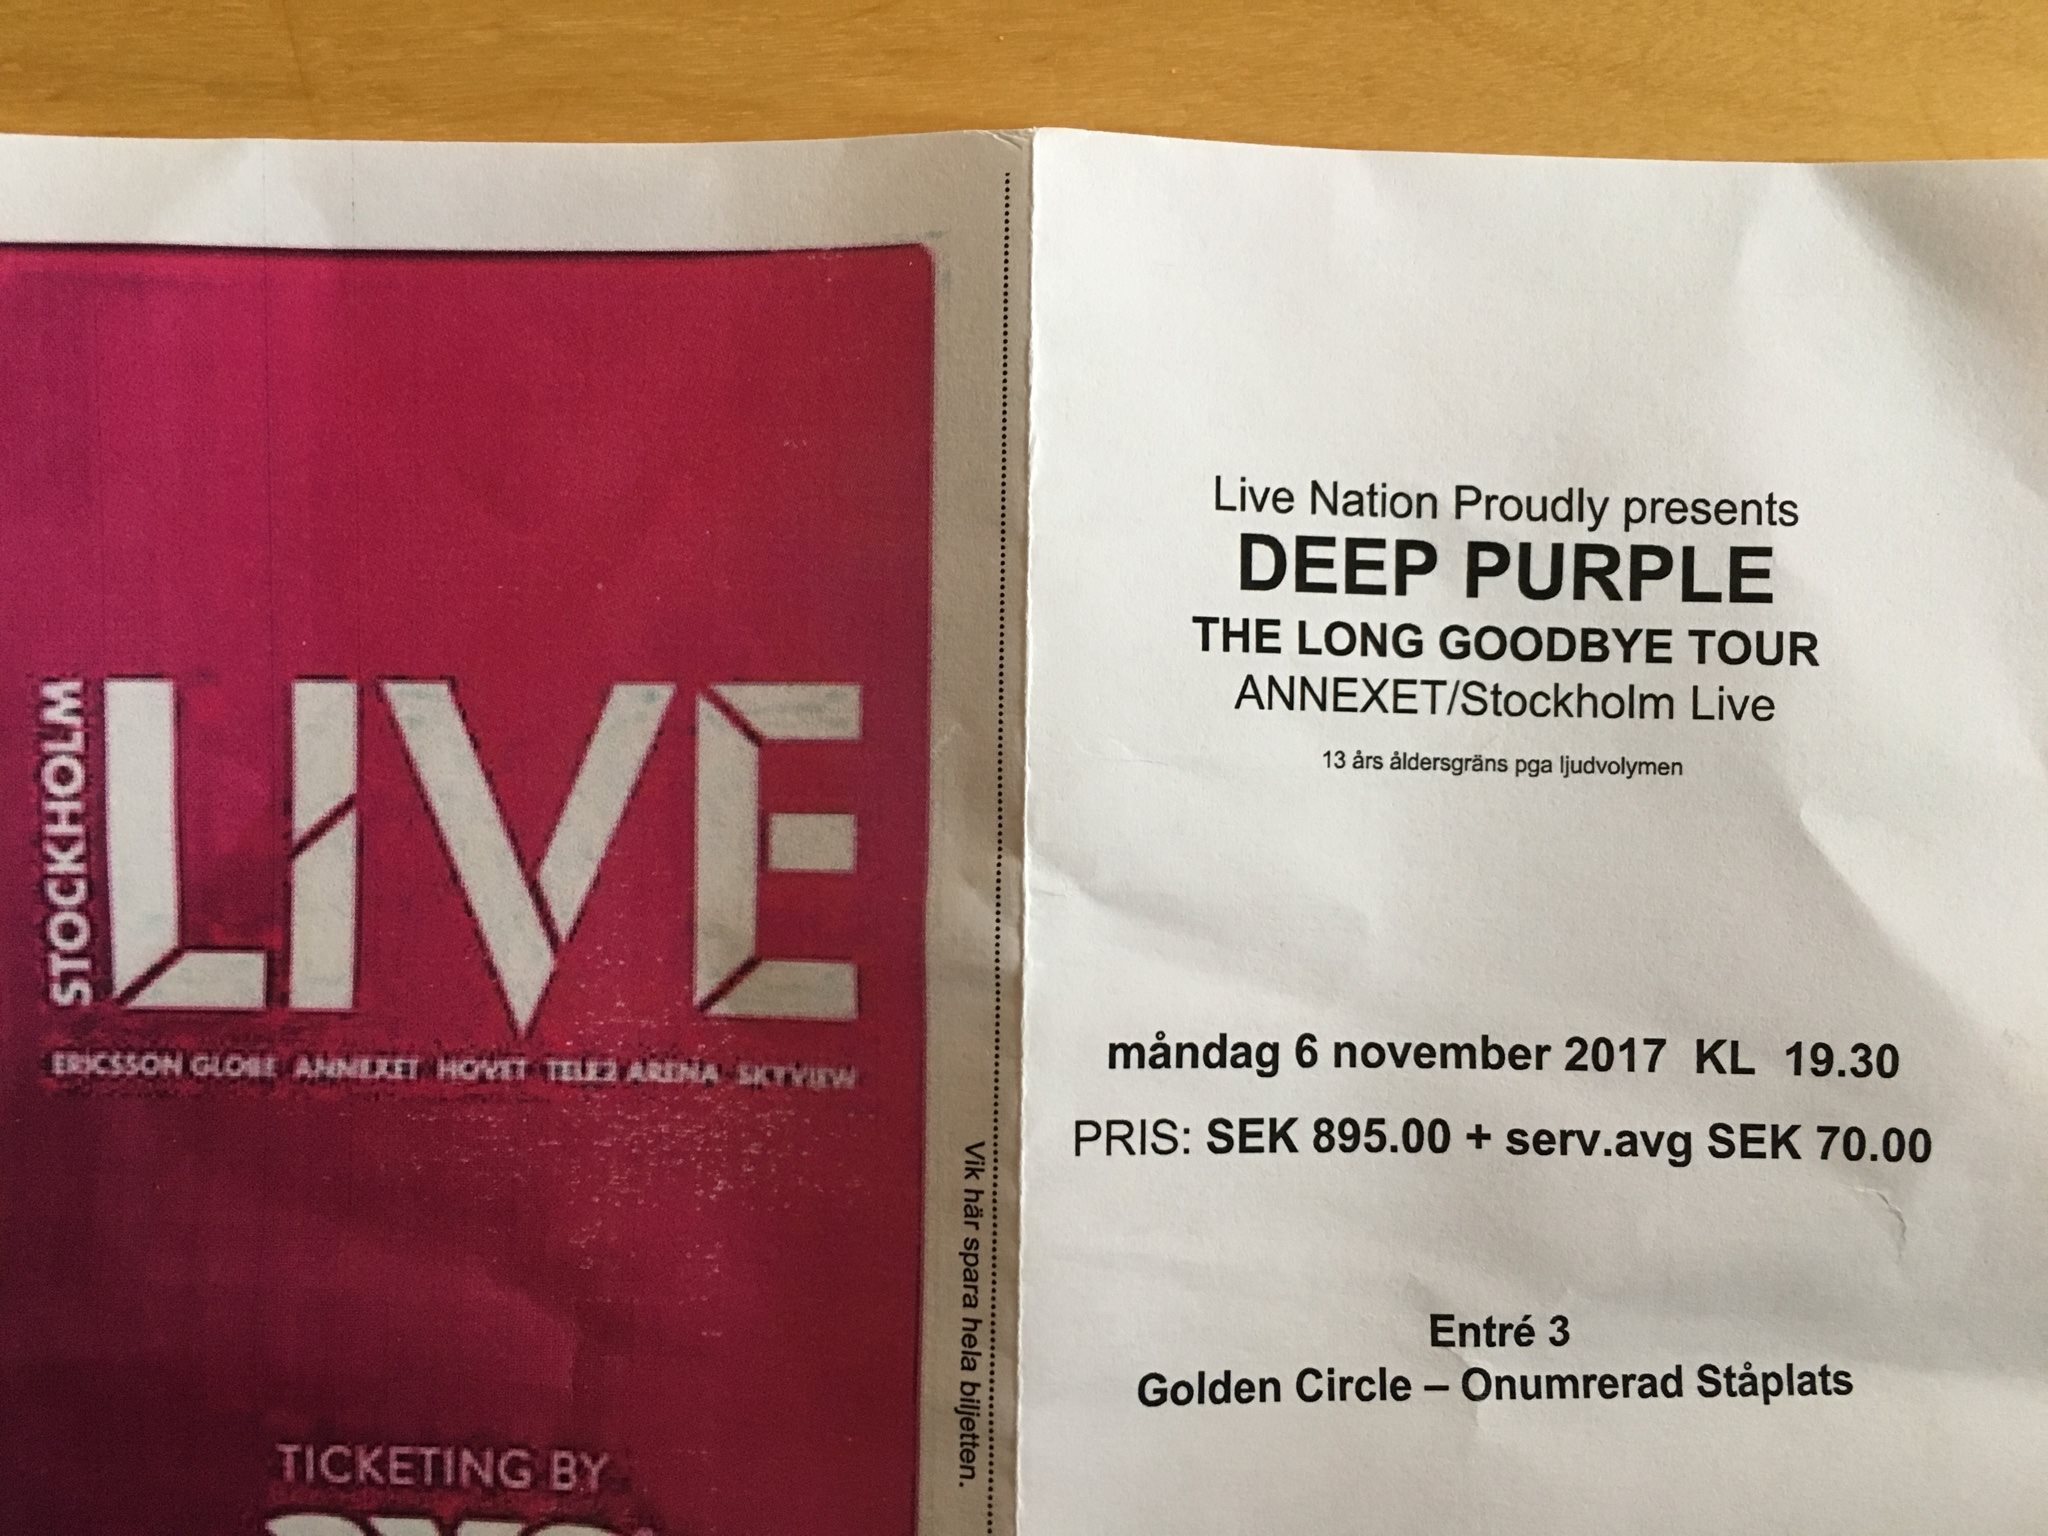 STOCKHOLM
LIVE
ERICSSON GLOBE ANNEXET HOVET TELE2 ARENA SKYVIEW
TICKETING BY
Vik här spara hela biljetten.
Live Nation Proudly presents
DEEP PURPLE
THE LONG GOODBYE TOUR
ANNEXET/Stockholm Live
13 års åldersgräns pga ljudvolymen
måndag 6 november 2017 KL 19.30
PRIS: SEK 895.00 + serv.avg SEK 70.00
Entré 3
Golden Circle – Onumrerad Ståplats